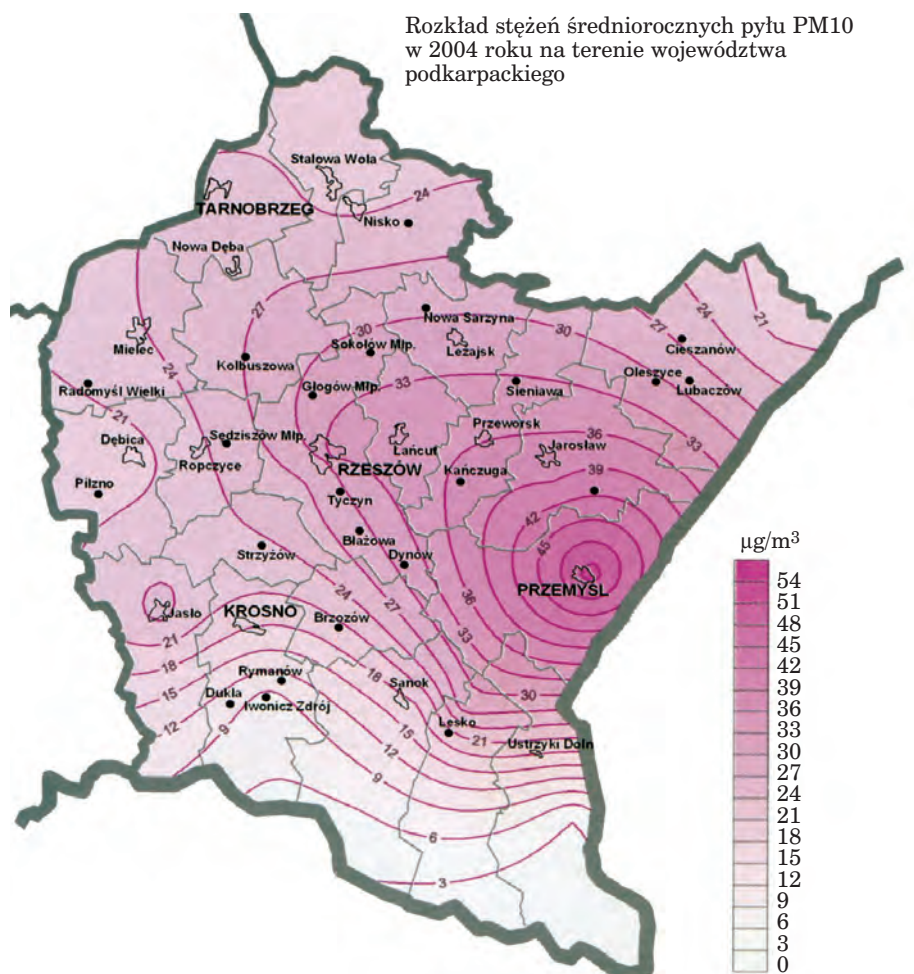 Rozkład stężeń średniorocznych pyłu PM10
w 2004 roku na terenie województwa
podkarpackiego
Stalowa Wola
24
TARNOBRZEG
Nisko
Nowa Dęba
27
Nowa Sarzyna
30
27
24
21
30
Sokołów Młp.
Leżajsk
Cieszanów
Mielec
Kolbuszowa
Oleszyce
Lubaczów
Radomyśl Wielki
24
Głogów Młp.
33
Sieniawa
21
Dębica
Sędziszów Młp.
Przeworsk
36
33
Ropczyce
Łańcut
Jarosław
RZESZÓW
Kańczuga
39
Pilzno
Tyczyn
42
Błażowa
45
Strzyżów
Dynow
PRZEMYŚL
Jasło
KROSNO
24
Brzozów
27
36
33
21
18
Rymanów
18
Sanok
30
15
Dukla
Iwonicz Zdrój
15
12
9
Lesko
21
Ustrzyki Doln
12
9
6
3
µg/m³
54
51
48
45
42
39
36
33
30
27
24
21
18
15
12
9
6
3
0